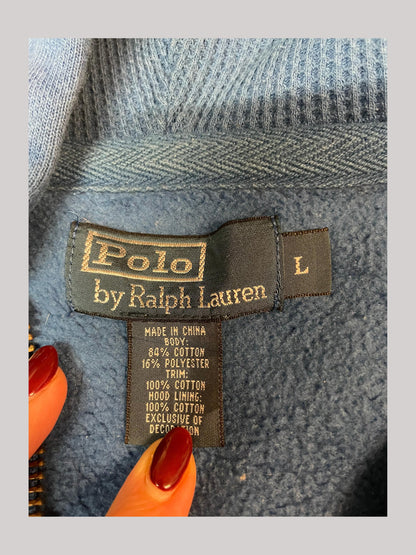 Polo
by Ralph Lauren
L
MADE IN CHINA
BODY:
84% COTTON
16% POLYESTER
TRIM:
100% COTTON
HOOD LINING:
100% COTTON
EXCLUSIVE OF
DECORATION